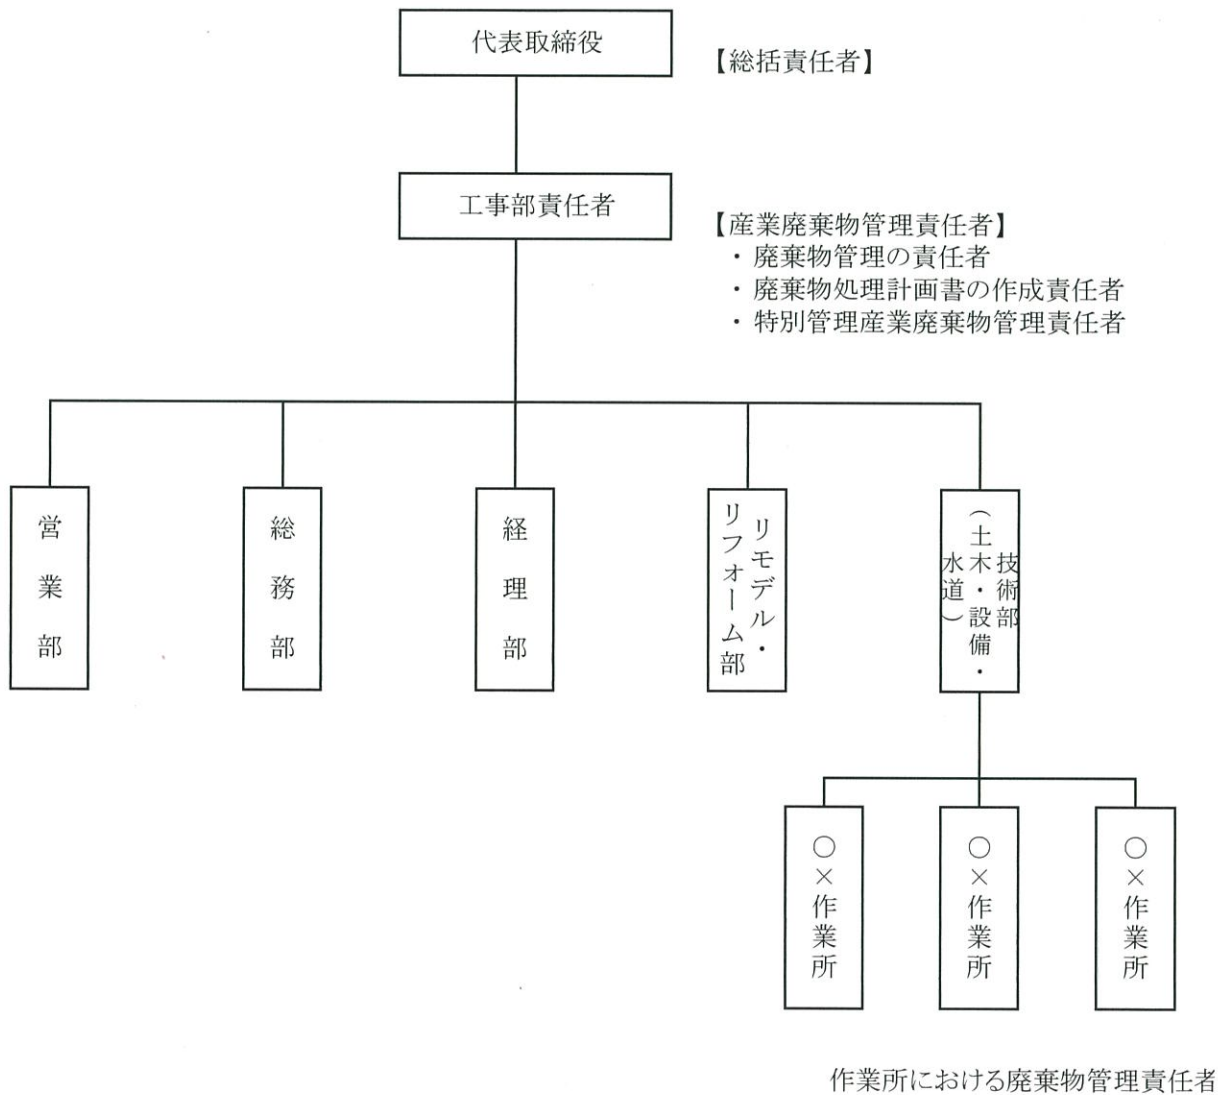 代表取締役
【総括責任者】
工事部責任者
【産業廃棄物管理責任者】
・廃棄物管理の責任者
・廃棄物処理計画書の作成責任者
・特別管理産業廃棄物管理責任者
営業部
総務部
経理部
リモデル・
リフォーム部
技術部
(土木・設備・
水道)
○×作業所
○×作業所
○×作業所
作業所における廃棄物管理責任者